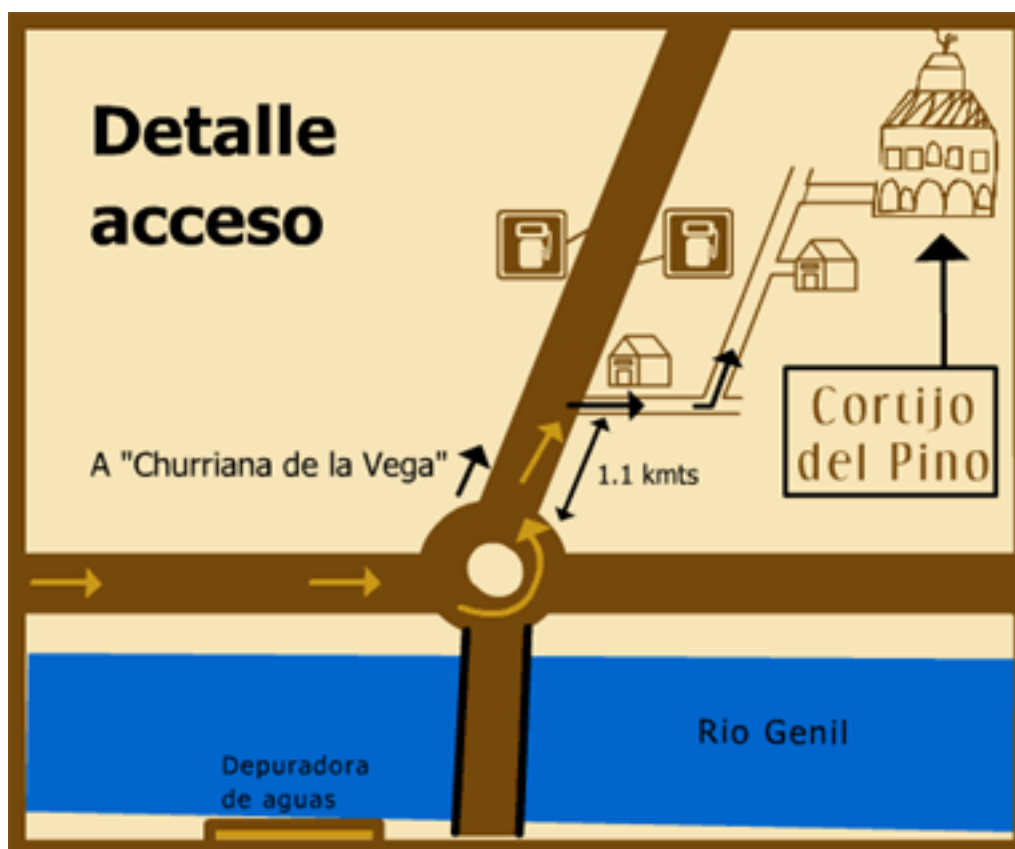 Detalle
acceso
A "Churriana de la Vega"
1.1 kmts
Cortijo
del Pino
Rio Genil
Depuradora
de aguas